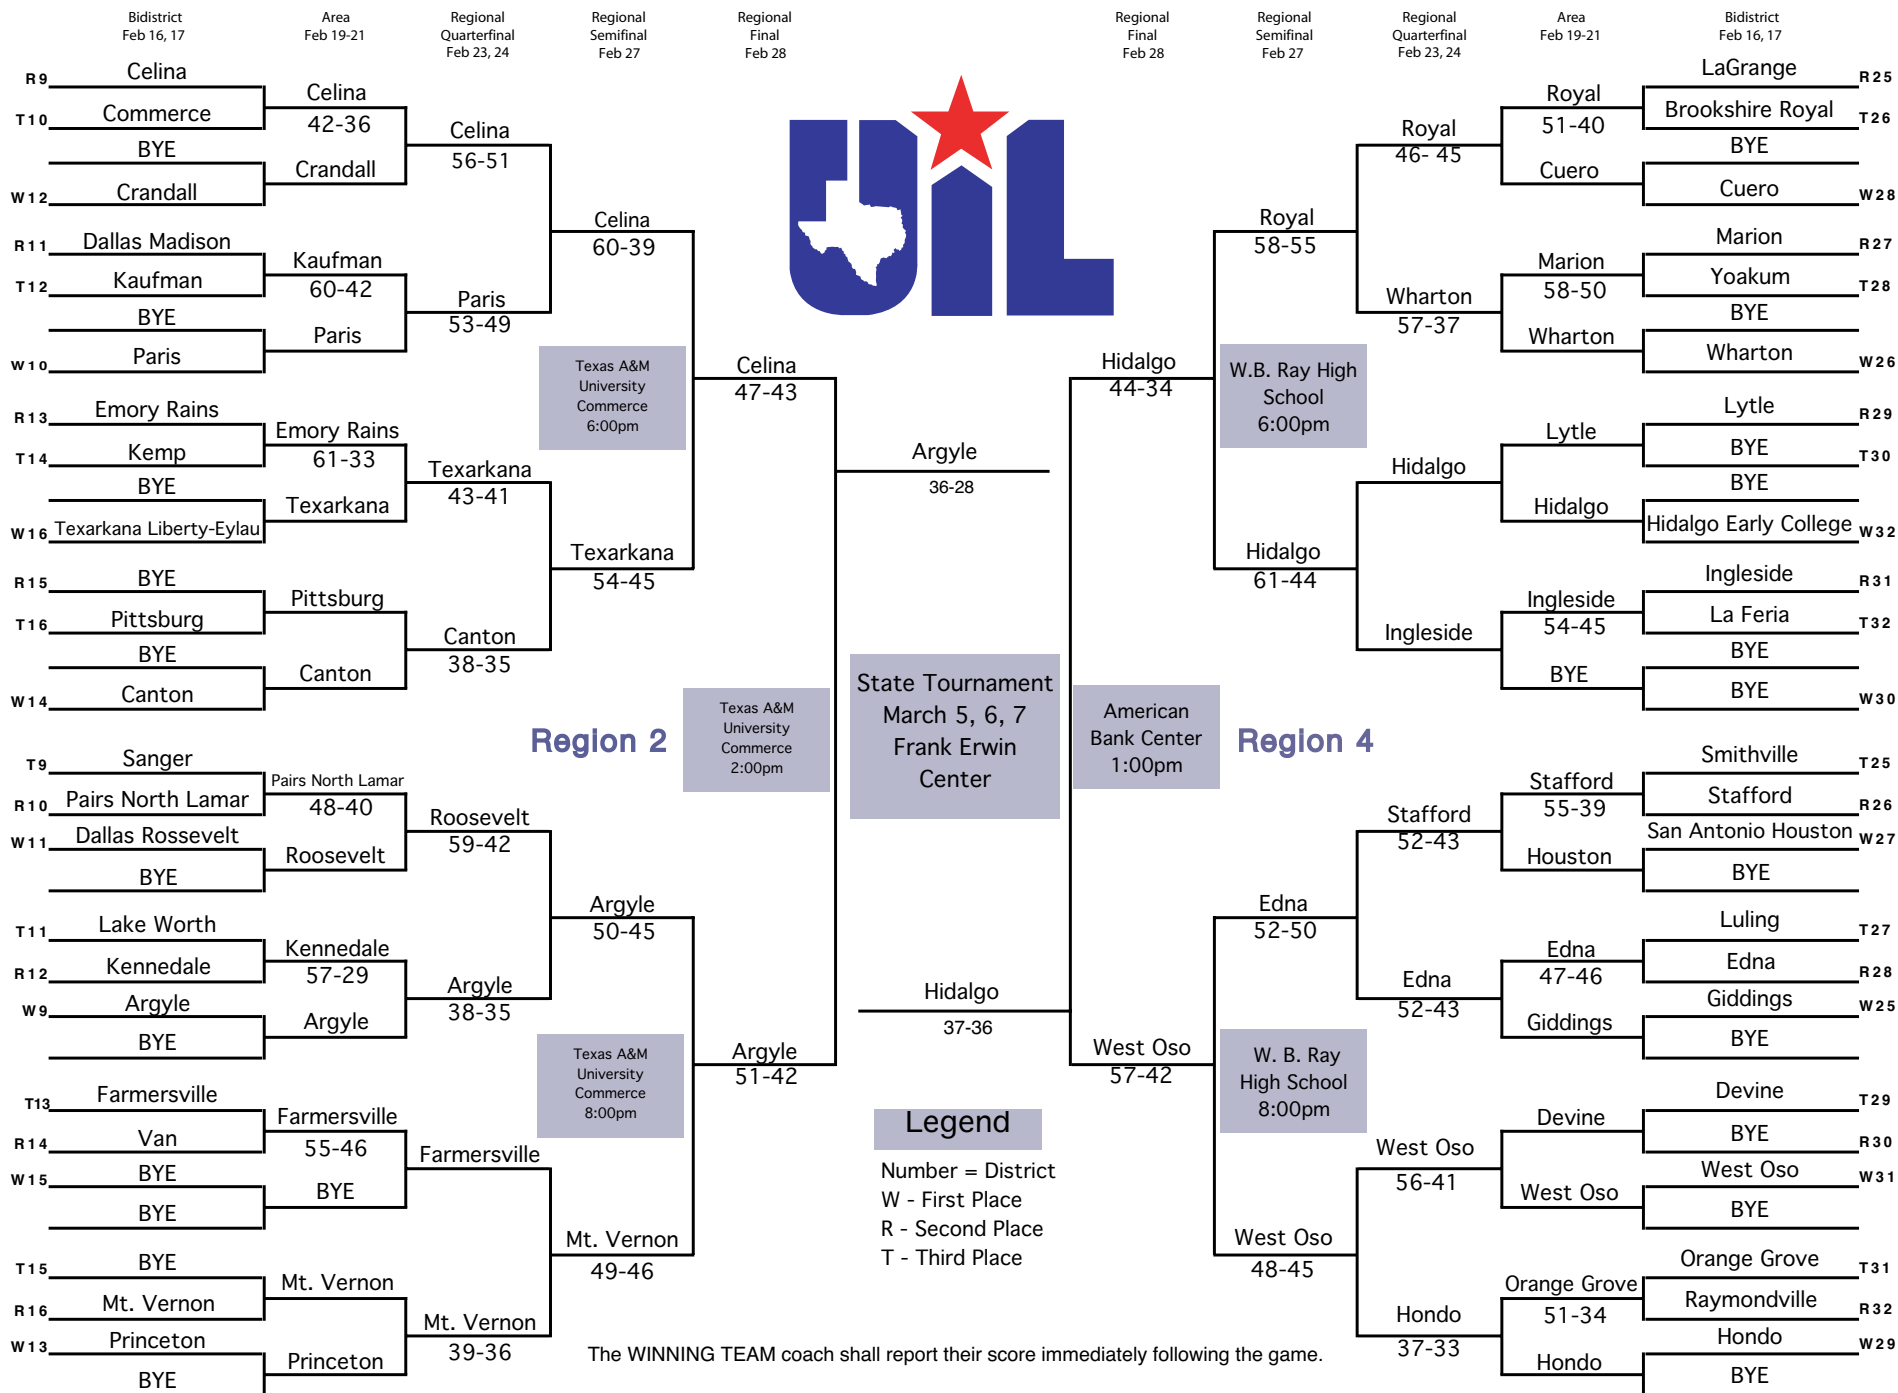 Bidistrict
Feb 16, 17
Area
Feb 19-21
Regional
Quarterfinal
Feb 23, 24
Regional
Semifinal
Feb 27
Regional
Final
Feb 28
Regional
Final
Feb 28
Regional
Semifinal
Feb 27
Regional
Quarterfinal
Feb 23, 24
Area
Feb 19-21
Bidistrict
Feb 16, 17
R9 Celina
T10 Commerce
BYE
W12 Crandall
R11 Dallas Madison
T12 Kaufman
BYE
W10 Paris
R13 Emory Rains
T14 Kemp
BYE
W16 Texarkana Liberty-Eylau
R15 BYE
T16 Pittsburg
BYE
W14 Canton
T9 Sanger
R10 Pairs North Lamar
W11 Dallas Rossevelt
BYE
T11 Lake Worth
R12 Kennedale
W9 Argyle
BYE
T13 Farmersville
R14 Van
W15 BYE
BYE
T15 BYE
R16 Mt. Vernon
W13 Princeton
BYE
Celina
42-36
Crandall
Kaufman
60-42
Paris
Emory Rains
61-33
Texarkana
Pittsburg
Canton
Pairs North Lamar
48-40
Roosevelt
Kennedale
57-29
Argyle
Farmersville
55-46
BYE
Mt. Vernon
Princeton
Celina
56-51
Paris
53-49
Texarkana
43-41
Canton
38-35
Roosevelt
59-42
Argyle
38-35
Farmersville
Mt. Vernon
39-36
Celina
60-39
Texas A&M
University
Commerce
6:00pm
Texarkana
54-45
Region 2
Argyle
50-45
Texas A&M
University
Commerce
8:00pm
Mt. Vernon
49-46
Celina
47-43
Texas A&M
University
Commerce
2:00pm
Argyle
51-42
UIL
Argyle
36-28
State Tournament
March 5, 6, 7
Frank Erwin
Center
Hidalgo
37-36
Legend
Number = District
W - First Place
R - Second Place
T - Third Place
Hidalgo
44-34
American
Bank Center
1:00pm
West Oso
57-42
Royal
58-55
W.B. Ray High
School
6:00pm
Hidalgo
61-44
Region 4
Edna
52-50
W. B. Ray
High School
8:00pm
West Oso
48-45
Royal
46- 45
Wharton
57-37
Hidalgo
Ingleside
Stafford
52-43
Edna
52-43
West Oso
56-41
Hondo
37-33
Royal
51-40
Cuero
Marion
58-50
Wharton
Lytle
Hidalgo
Ingleside
54-45
BYE
Stafford
55-39
Houston
Edna
47-46
Giddings
Devine
West Oso
Orange Grove
51-34
Hondo
LaGrange R25
Brookshire Royal T26
BYE
Cuero W28
Marion R27
Yoakum T28
BYE
Wharton W26
Lytle R29
BYE T30
BYE
Hidalgo Early College W32
Ingleside R31
La Feria T32
BYE
BYE W30
Smithville T25
Stafford R26
San Antonio Houston W27
BYE
Luling T27
Edna R28
Giddings W25
BYE
Devine T29
BYE R30
West Oso W31
BYE
Orange Grove T31
Raymondville R32
Hondo W29
BYE
The WINNING TEAM coach shall report their score immediately following the game.